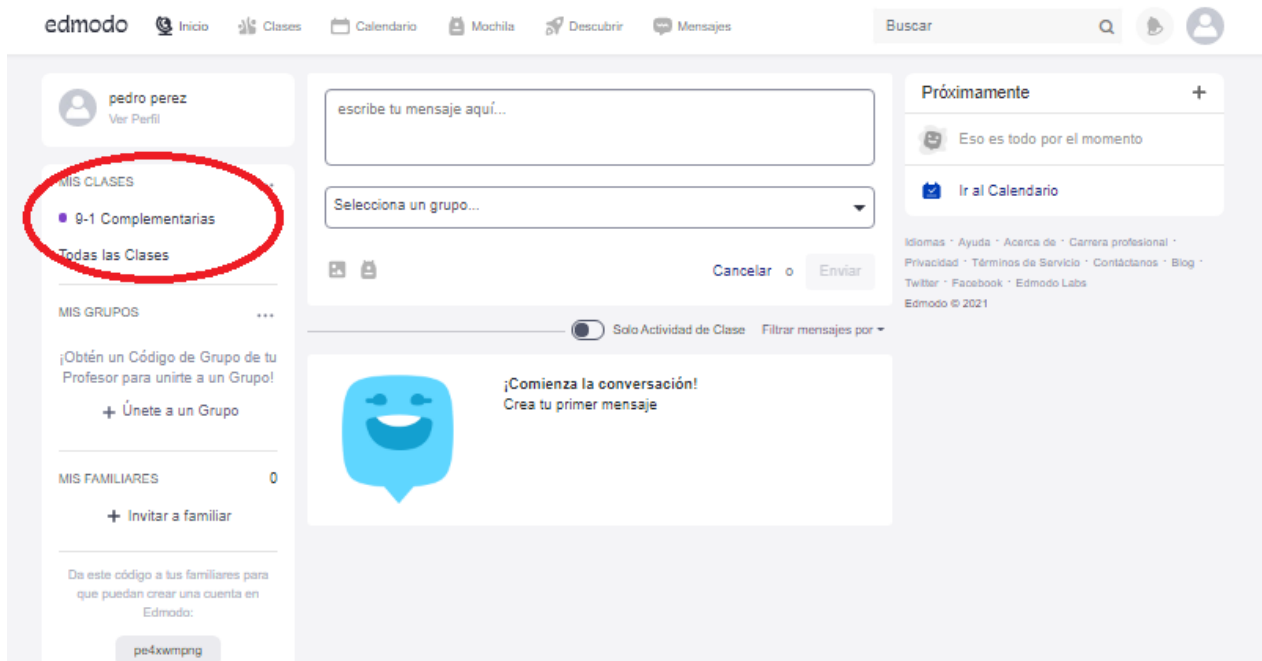 edmodo Inicio Clases Calendario Mochila Descubrir Mensajes Buscar
pedro perez
Ver Perfil
MIS CLASES ...
9-1 Complementarias
Todas las Clases
MIS GRUPOS ...
¡Obtén un Código de Grupo de tu
Profesor para unirte a un Grupo!
+ Únete a un Grupo
MIS FAMILIARES 0
+ Invitar a familiar
Da este código a tus familiares para
que puedan crear una cuenta en
Edmodo:
pe4xwmpng
escribe tu mensaje aquí...
Selecciona un grupo...
Cancelar o Enviar
Solo Actividad de Clase Filtrar mensajes por
¡Comienza la conversación!
Crea tu primer mensaje
Próximamente +
Eso es todo por el momento
Ir al Calendario
Idiomas · Ayuda · Acerca de · Carrera profesional ·
Privacidad · Términos de Servicio · Contáctanos · Blog ·
Twitter · Facebook · Edmodo Labs
Edmodo © 2021